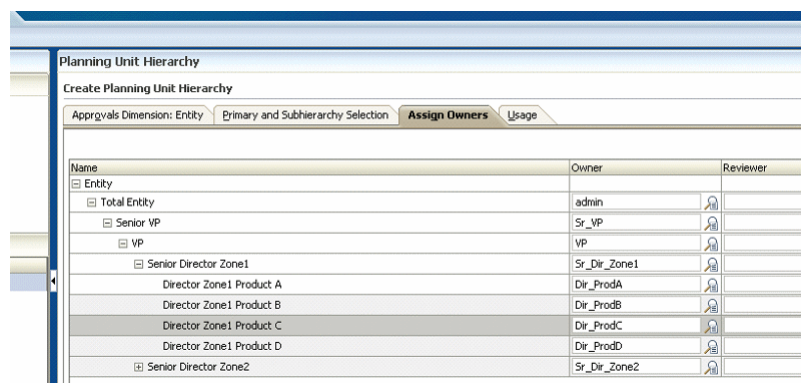 Planning Unit Hierarchy
Create Planning Unit Hierarchy
Approvals Dimension: Entity Primary and Subhierarchy Selection Assign Owners Usage
Name Owner Reviewer
Entity
Total Entity admin
Senior VP Sr_VP
VP VP
Senior Director Zone1 Sr_Dir_Zone1
Director Zone1 Product A Dir_ProdA
Director Zone1 Product B Dir_ProdB
Director Zone1 Product C Dir_ProdC
Director Zone1 Product D Dir_ProdD
Senior Director Zone2 Sr_Dir_Zone2